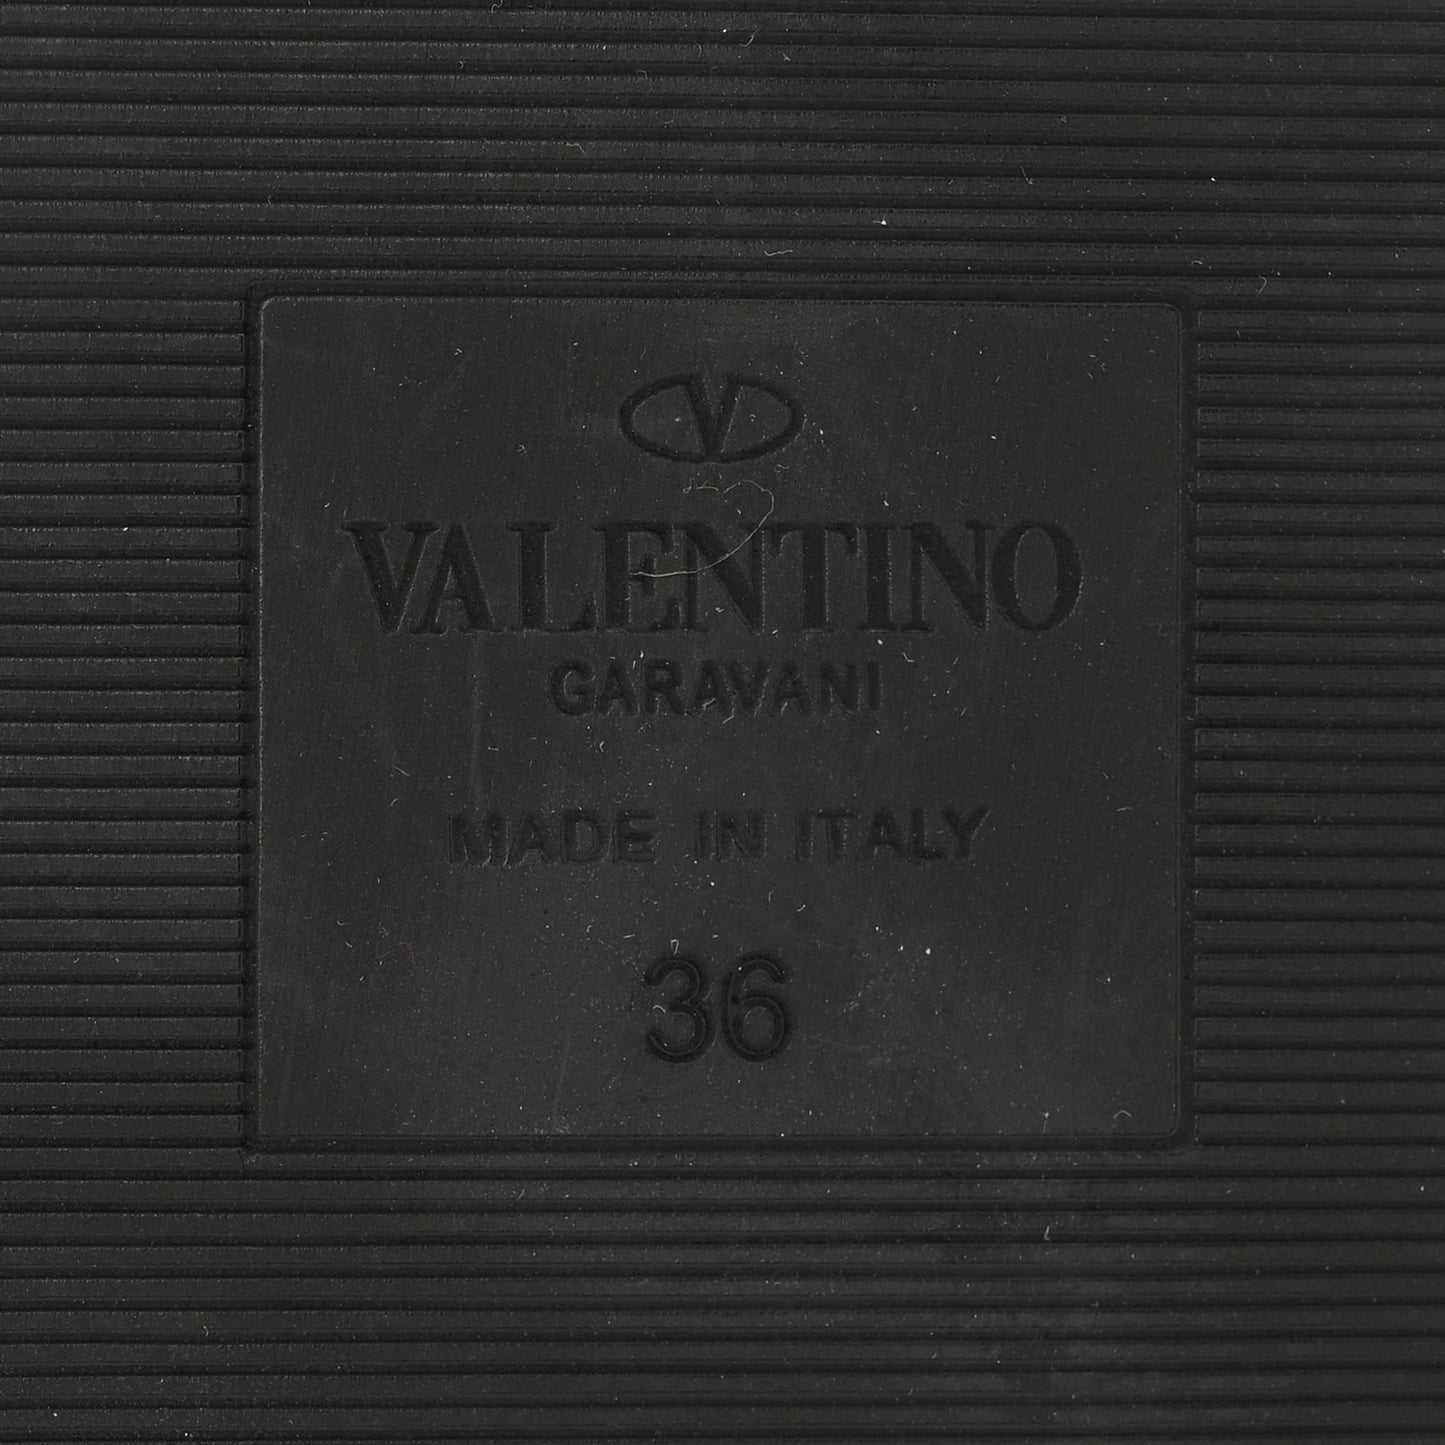 V
VALENTINO
GARAVANI
MADE IN ITALY
36